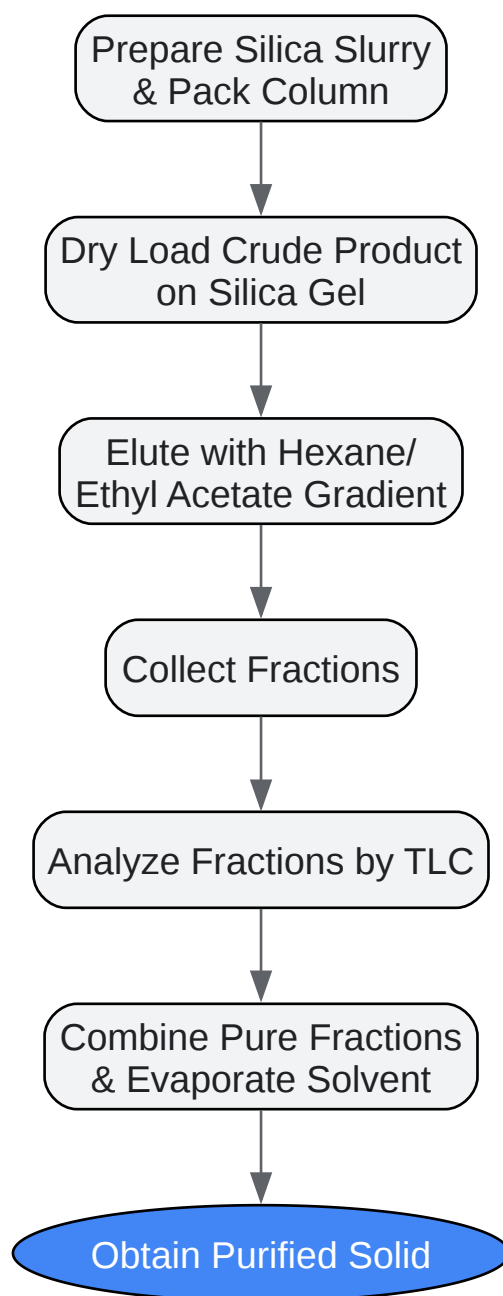 Prepare Silica Slurry
& Pack Column
Dry Load Crude Product
on Silica Gel
Elute with Hexane/
Ethyl Acetate Gradient
Collect Fractions
Analyze Fractions by TLC
Combine Pure Fractions
& Evaporate Solvent
Obtain Purified Solid